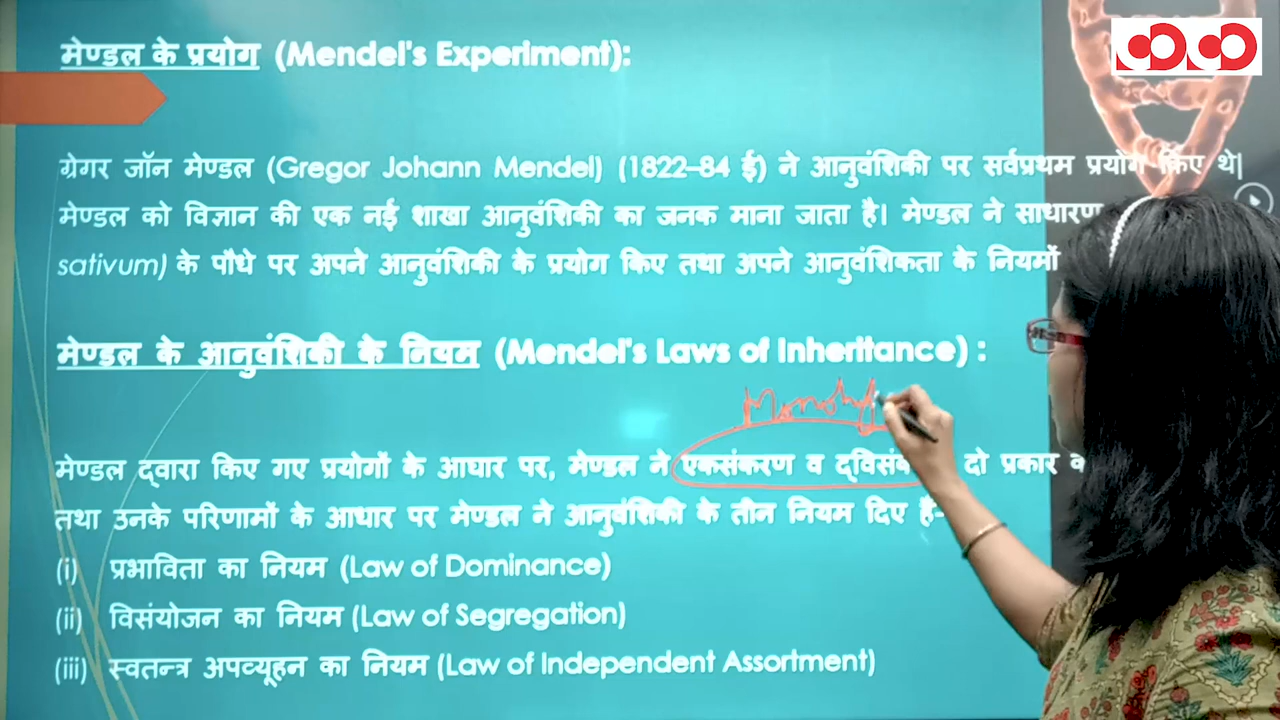 मेण्डल के प्रयोग (Mendel's Experiment):
ग्रेगर जॉन मेण्डल (Gregor Johann Mendel) (1822–84 ई) ने आनुवंशिकी पर सर्वप्रथम प्रयोग किए थे|
मेण्डल को विज्ञान की एक नई शाखा आनुवंशिकी का जनक माना जाता है। मेण्डल ने साधारण
sativum) के पौधे पर अपने आनुवंशिकी के प्रयोग किए तथा अपने आनुवंशिकता के नियमों
मेण्डल के आनुवंशिकी के नियम (Mendel's Laws of Inheritance) :
मेण्डल द्वारा किए गए प्रयोगों के आधार पर, मेण्डल ने एकसंकरण व दो प्रकार
तथा उनके परिणामों के आधार पर मेण्डल ने आनुवंशिकी के तीन नियम दिए हैं-
(i) प्रभाविता का नियम (Law of Dominance)
(ii) विसंयोजन का नियम (Law of Segregation)
(iii) स्वतन्त्र अपव्यूहन का नियम (Law of Independent Assortment)